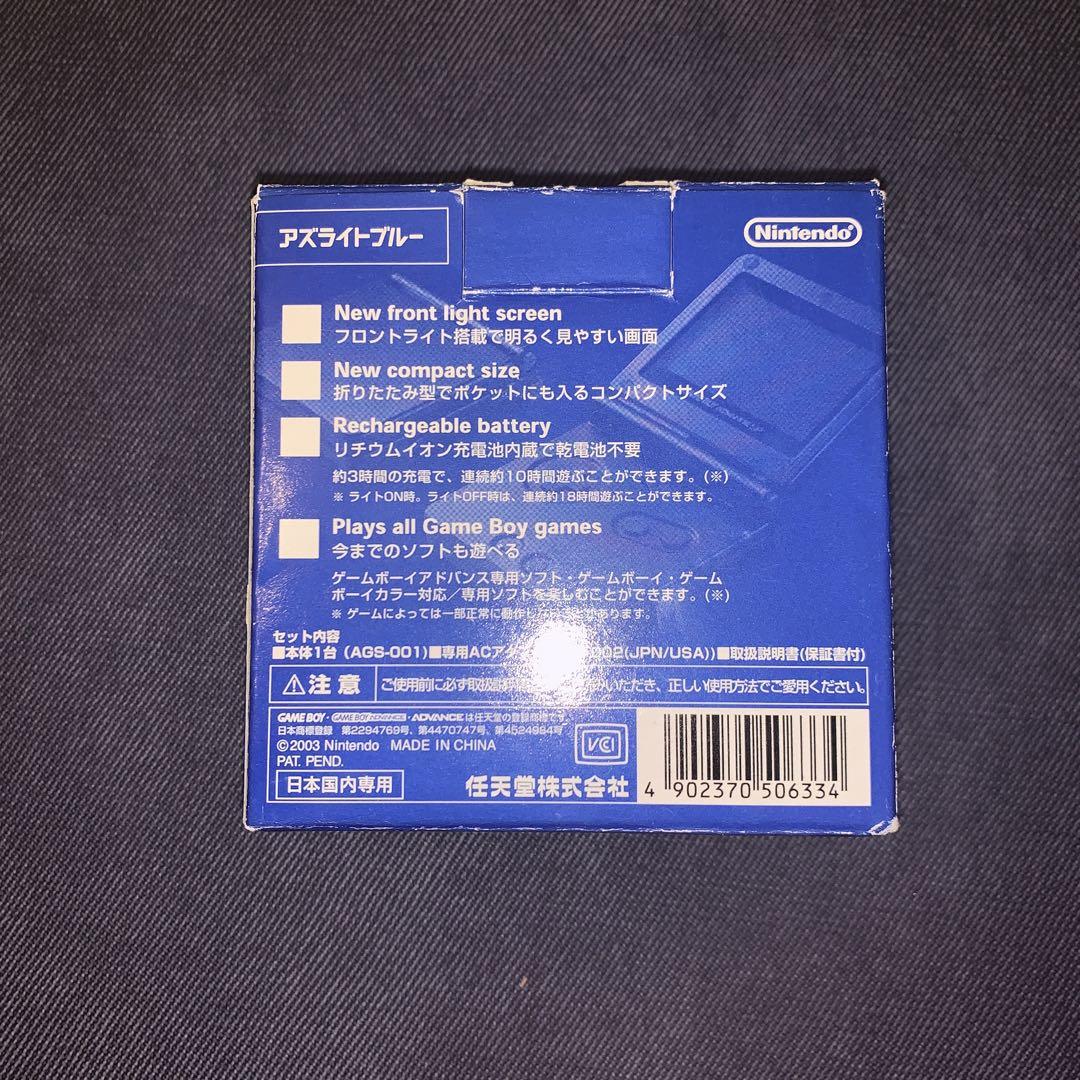 アズライトブルー
Nintendo®
New front light screen
フロントライト搭載で明るく見やすい画面
New compact size
折りたたみ型でポケットにも入るコンパクトサイズ
Rechargeable battery
リチウムイオン充電池内蔵で乾電池不要
約3時間の充電で、連続約10時間遊ぶことができます。(※)
※ ライトON時。ライトOFF時は、連続約18時間遊ぶことができます。
Plays all Game Boy games
今までのソフトも遊べる
ゲームボーイアドバンス専用ソフト・ゲームボーイ・ゲーム
ボーイカラー対応／専用ソフトを楽しむことができます。(※)
※ ゲームによっては一部正常に動作しないことがあります。
セット内容
■本体1台 (AGS-001)■専用ACア 002(JPN/USA))■取扱説明書(保証書付)
⚠注意 ご使用前に必ず取扱 いただき、正しい使用方法でご愛用ください。
GAME BOY・GAME BOY ADVANCE・ADVANCEは任天堂の登録商標です。
日本商標登録 第2294769号、第4470747号、第4524984号
©2003 Nintendo MADE IN CHINA
PAT. PEND.
VCI
日本国内専用
任天堂株式会社
4 902370 506334